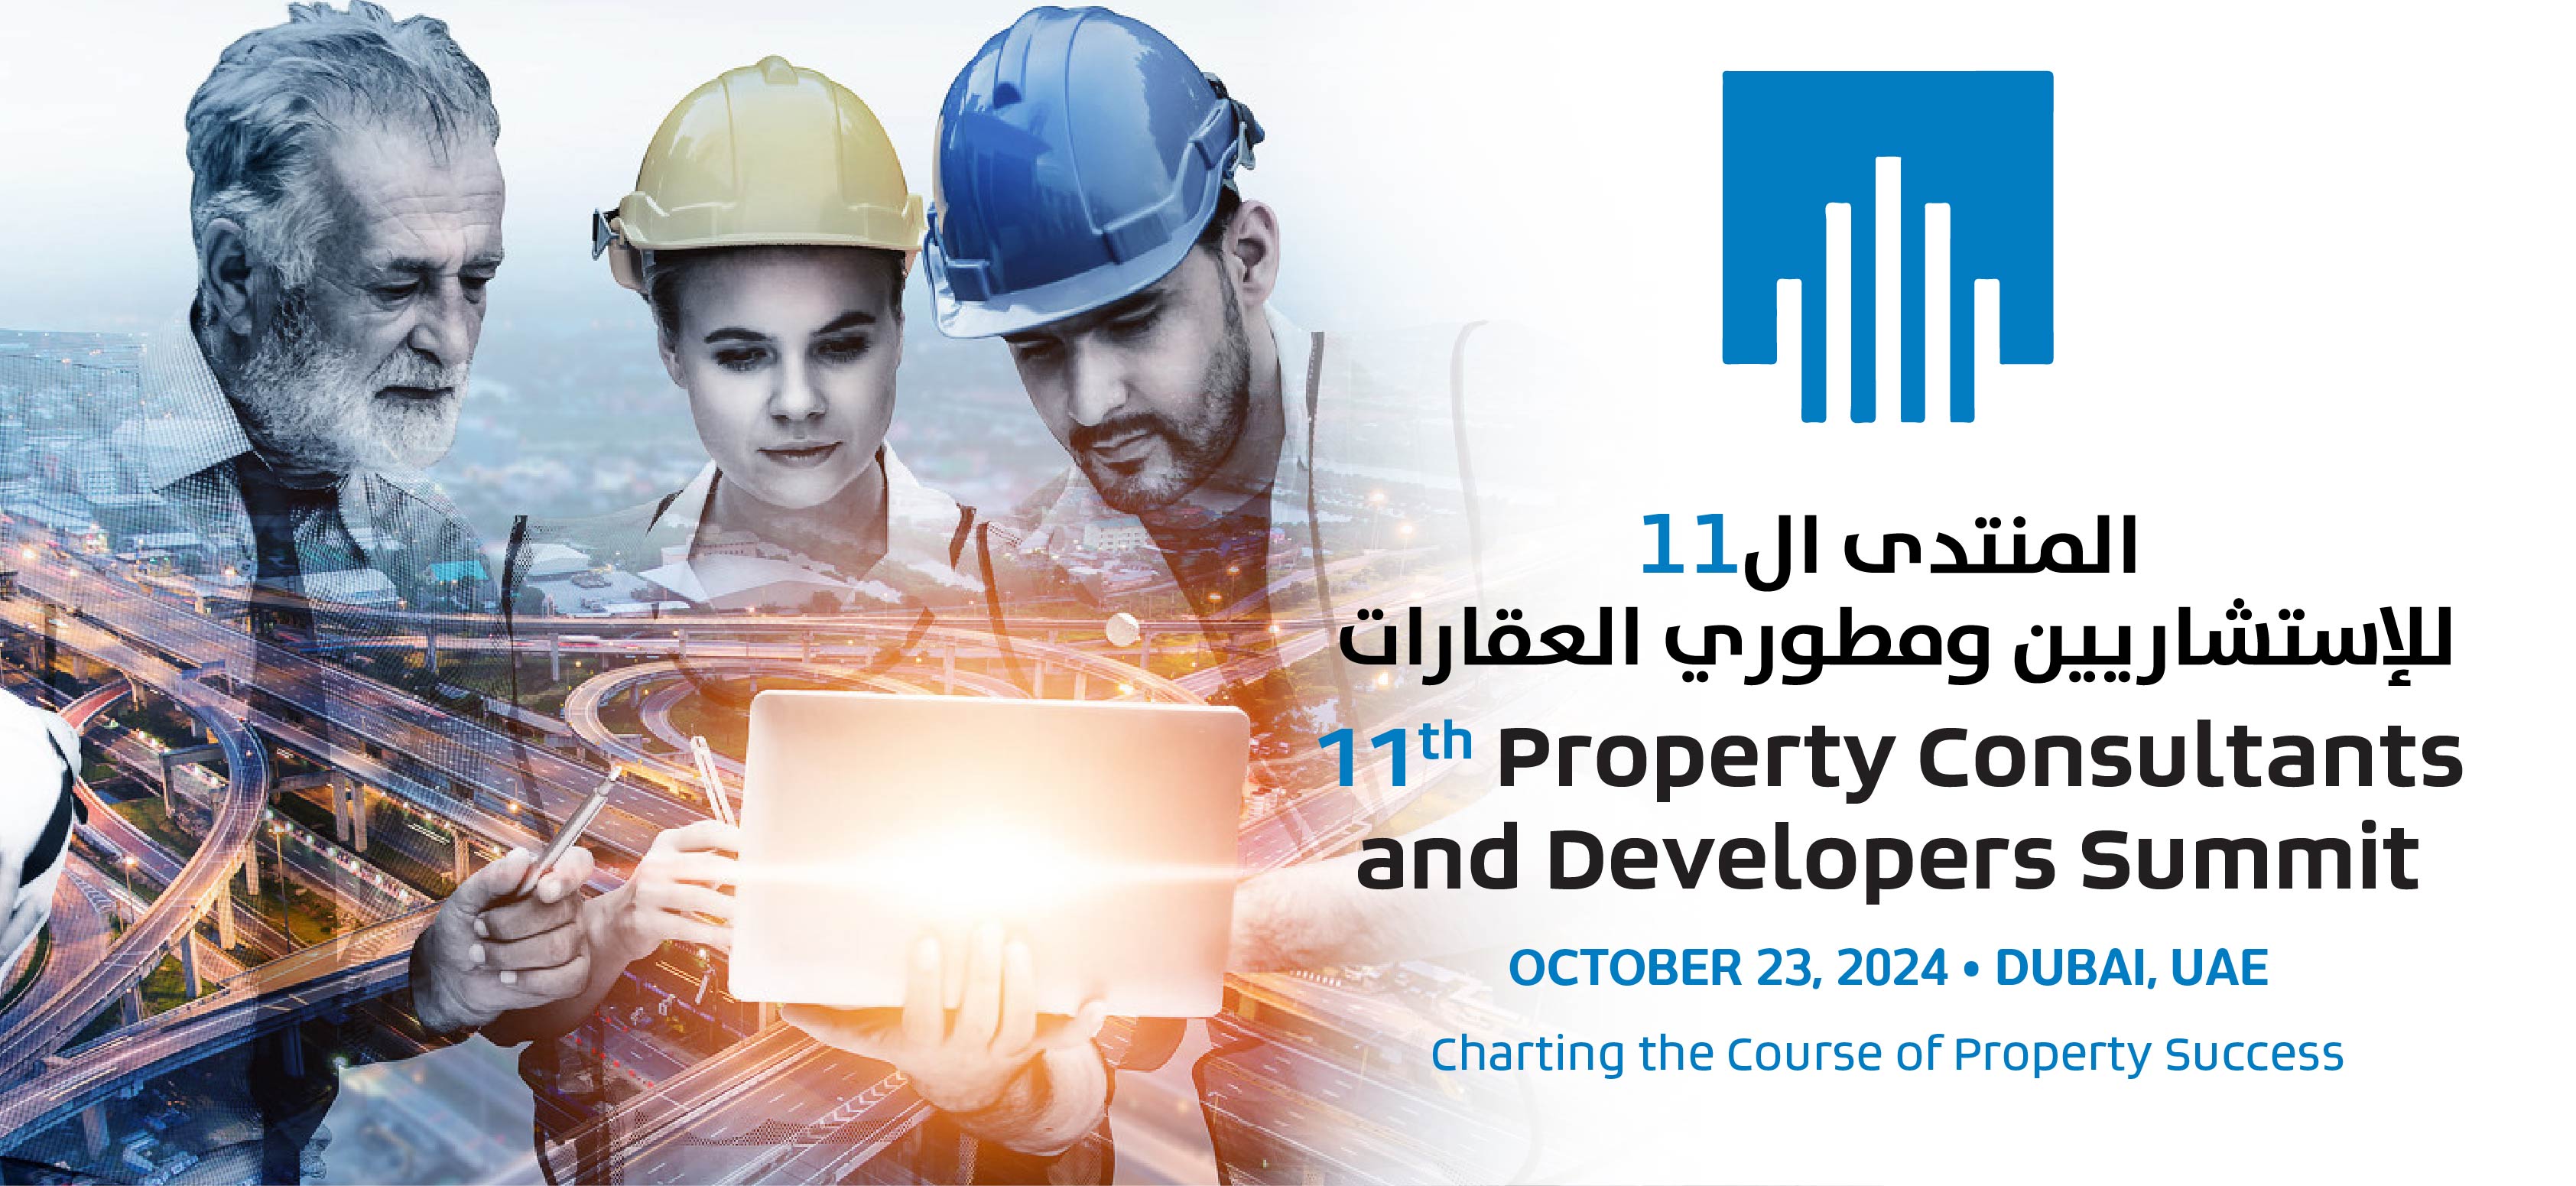 المنتدى ال11
للإستشاريين ومطوري العقارات
11th Property Consultants
and Developers Summit
OCTOBER 23, 2024 • DUBAI, UAE
Charting the Course of Property Success